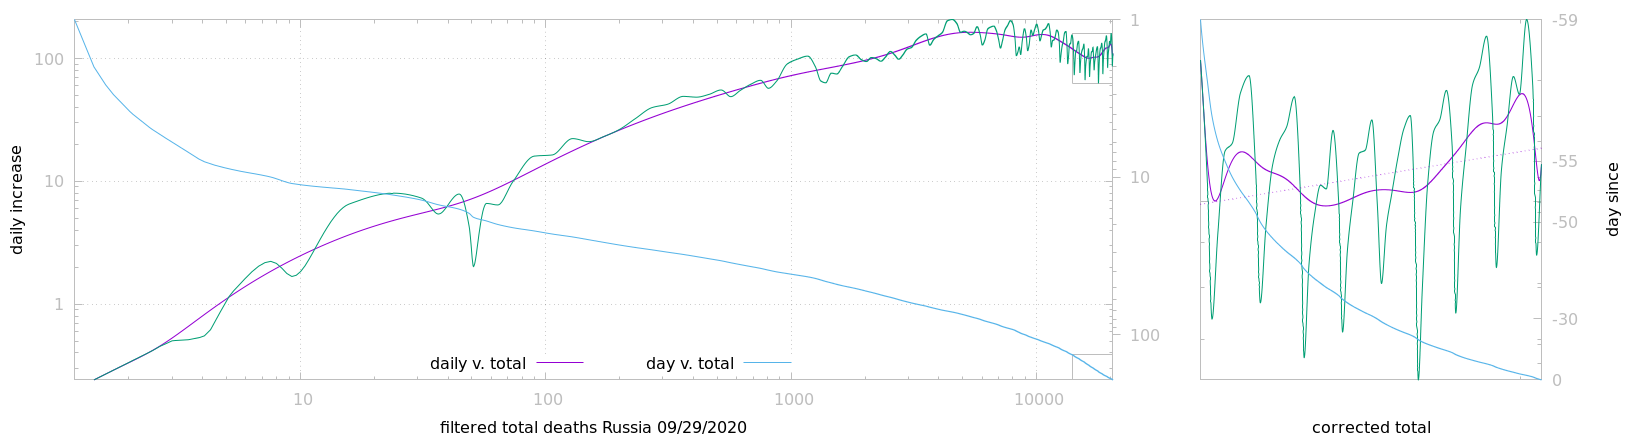 daily increase
100
10
1
10
100
1000
10000
1
10
100
daily v. total
day v. total
filtered total deaths Russia 09/29/2020
-59
-55
-50
-30
0
day since
corrected total